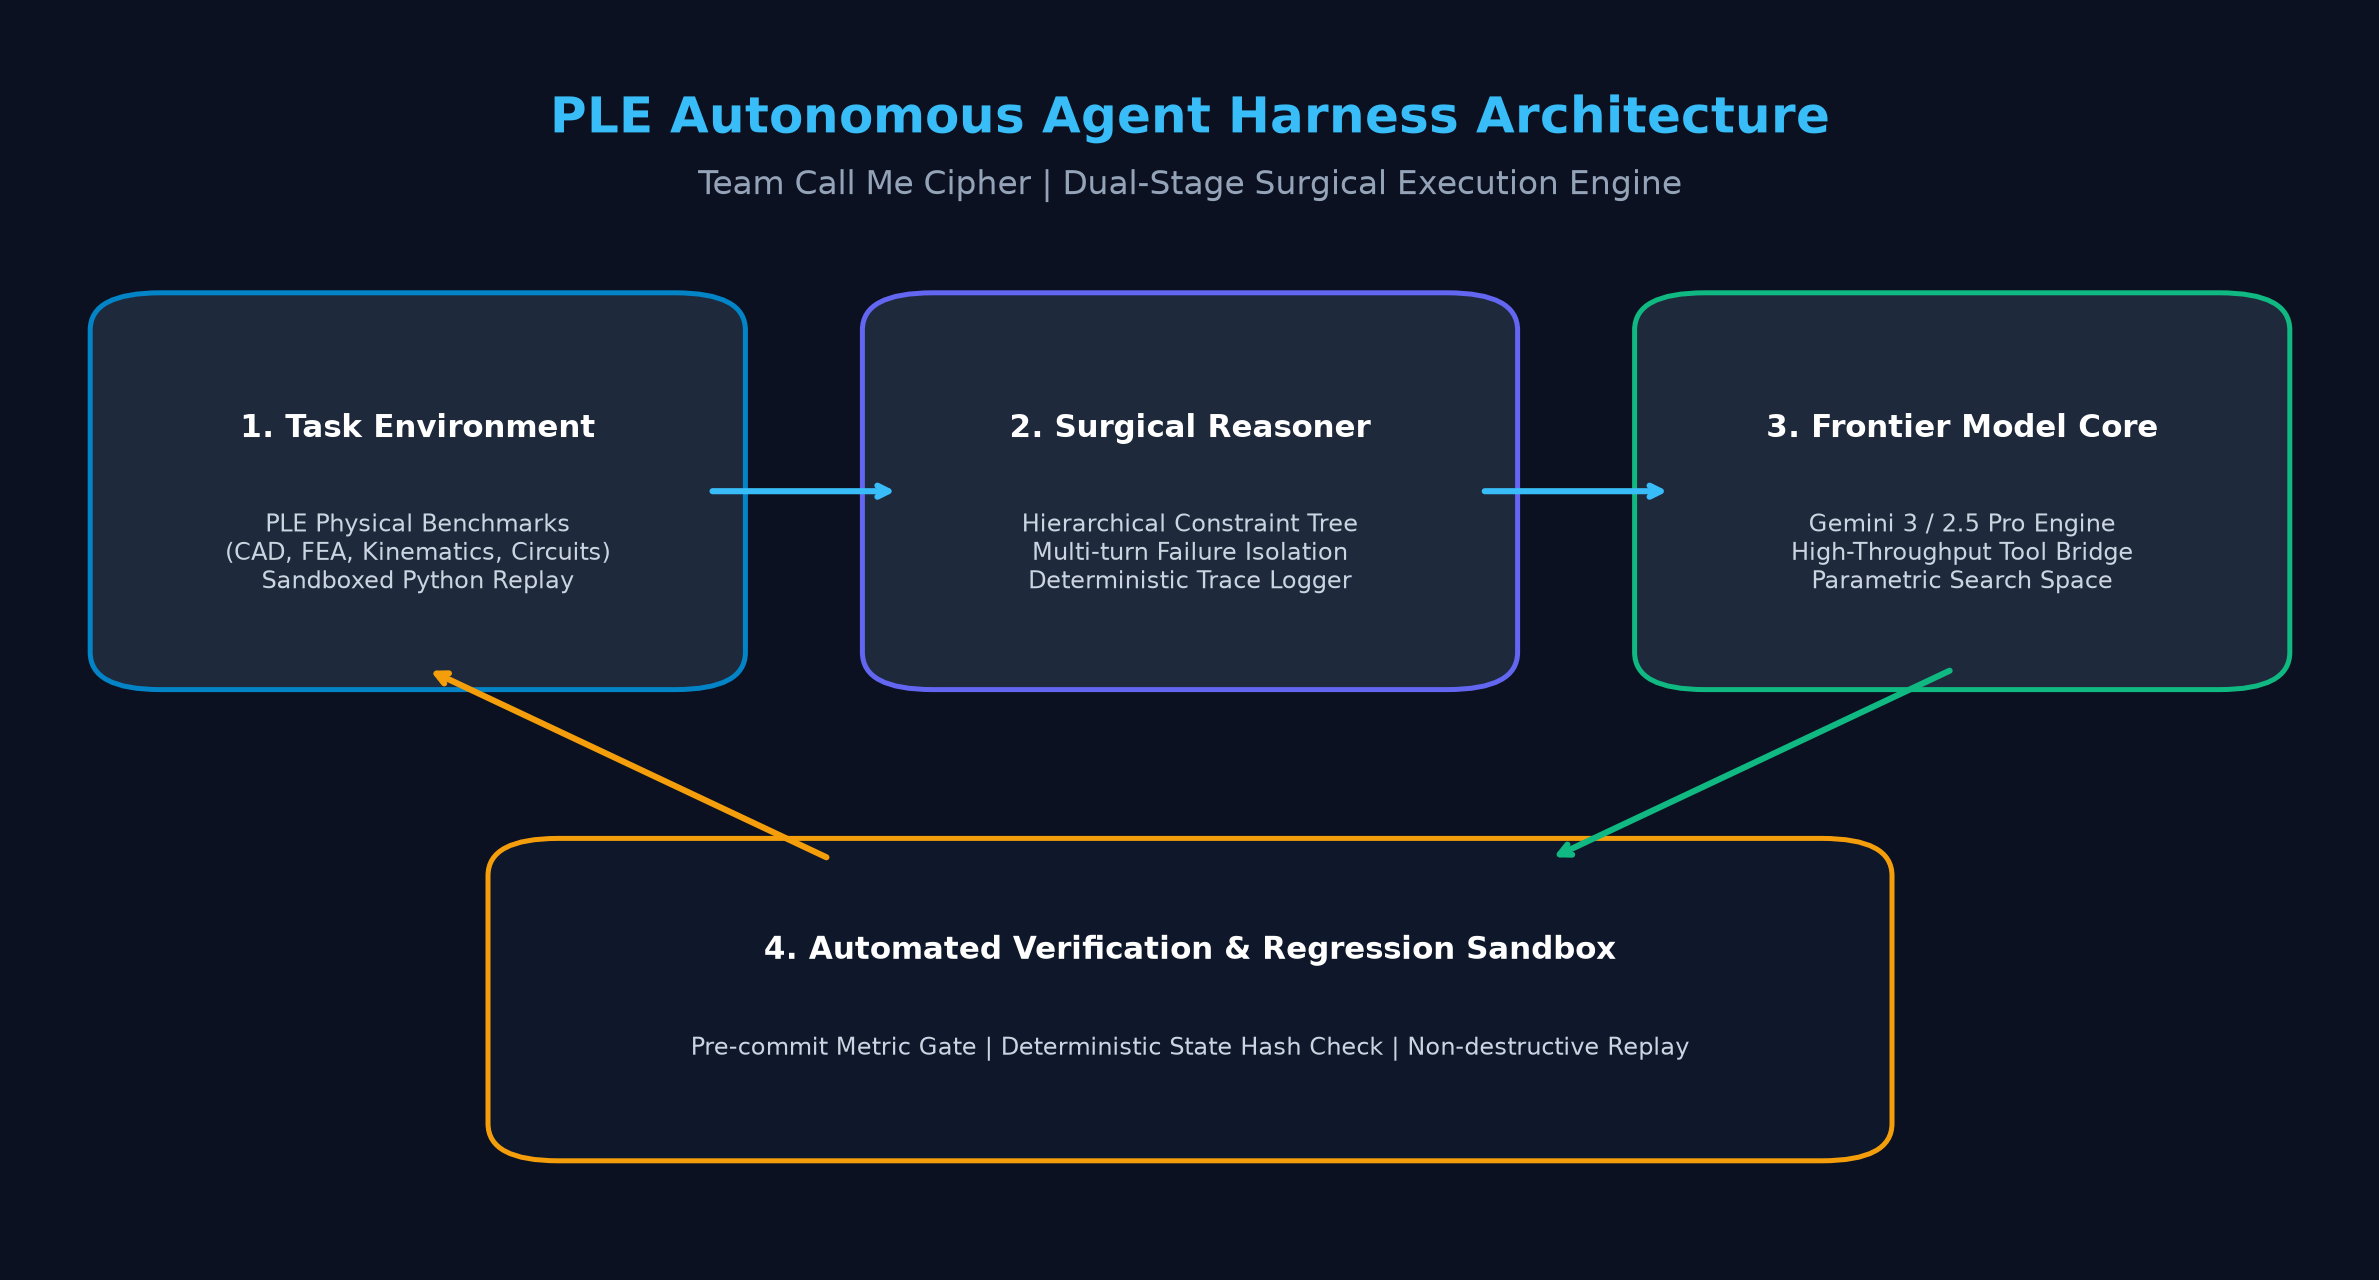 PLE Autonomous Agent Harness Architecture
Team Call Me Cipher | Dual-Stage Surgical Execution Engine
1. Task Environment
PLE Physical Benchmarks
(CAD, FEA, Kinematics, Circuits)
Sandboxed Python Replay
2. Surgical Reasoner
Hierarchical Constraint Tree
Multi-turn Failure Isolation
Deterministic Trace Logger
3. Frontier Model Core
Gemini 3 / 2.5 Pro Engine
High-Throughput Tool Bridge
Parametric Search Space
4. Automated Verification & Regression Sandbox
Pre-commit Metric Gate | Deterministic State Hash Check | Non-destructive Replay